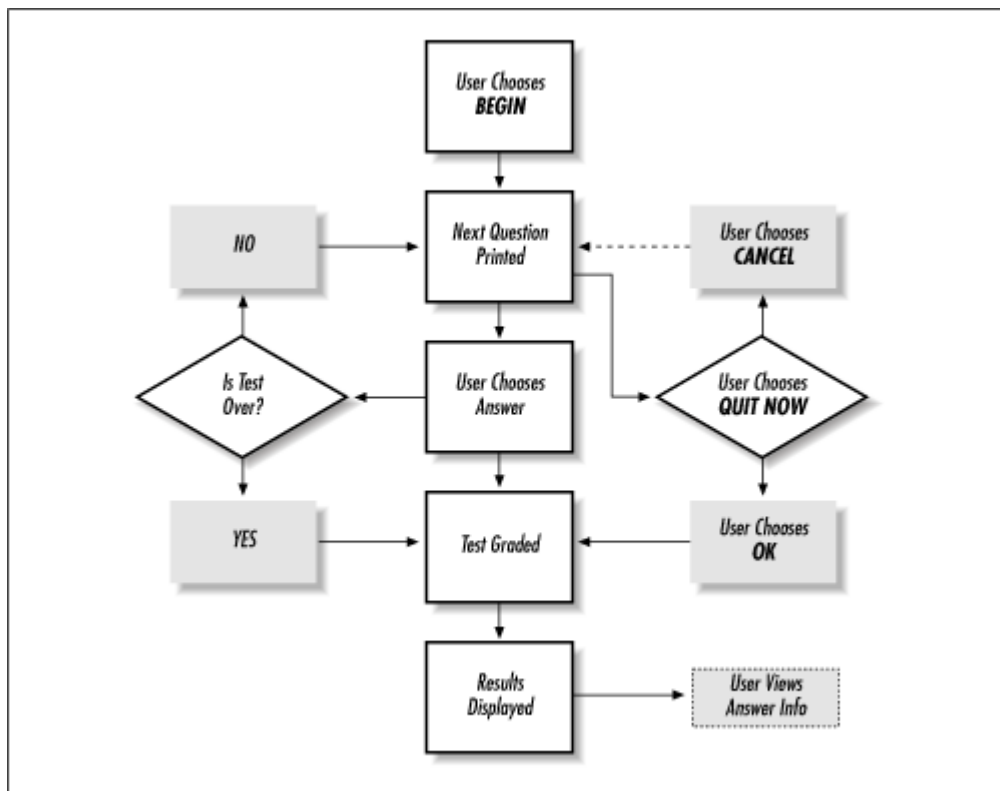 User Chooses
BEGIN
NO
Next Question
Printed
User Chooses
CANCEL
Is Test
Over?
User Chooses
Answer
User Chooses
QUIT NOW
YES
Test Graded
User Chooses
OK
Results
Displayed
User Views
Answer Info